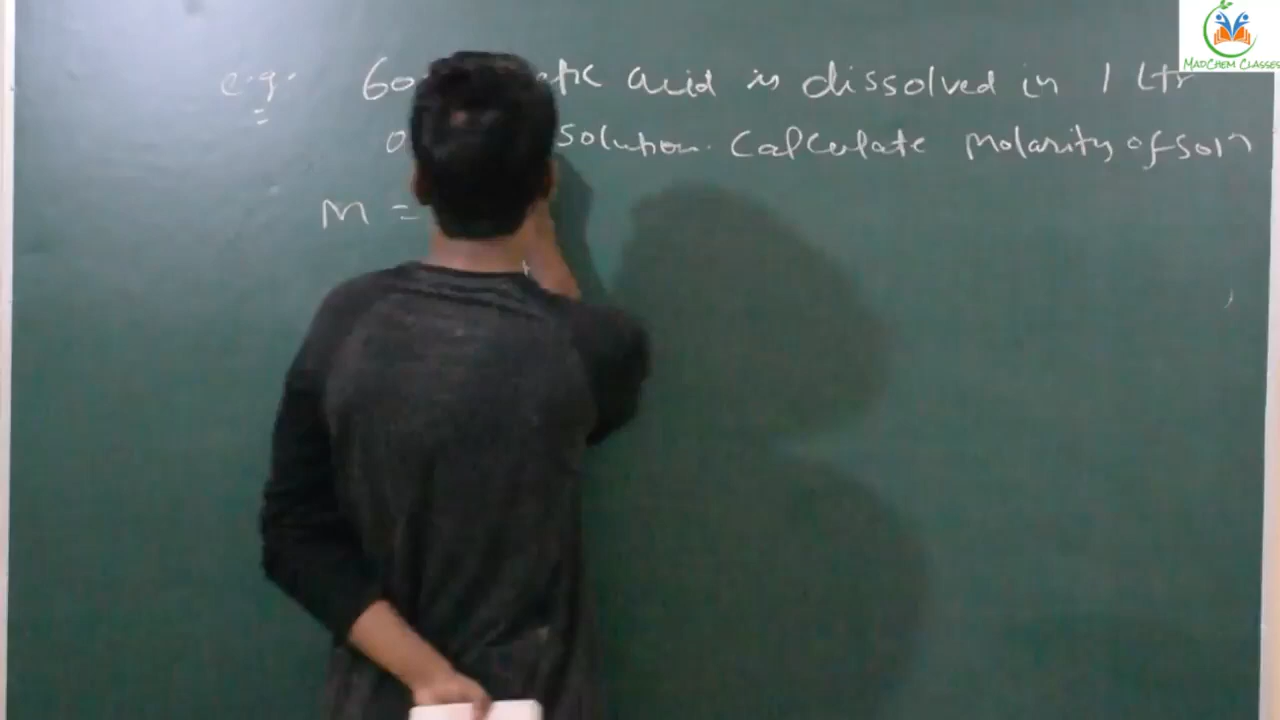 e.g. 60 acid is dissolved in 1 Ltr
solution. Calculate Molarity of soln
M =
MADCHEM CLASSES